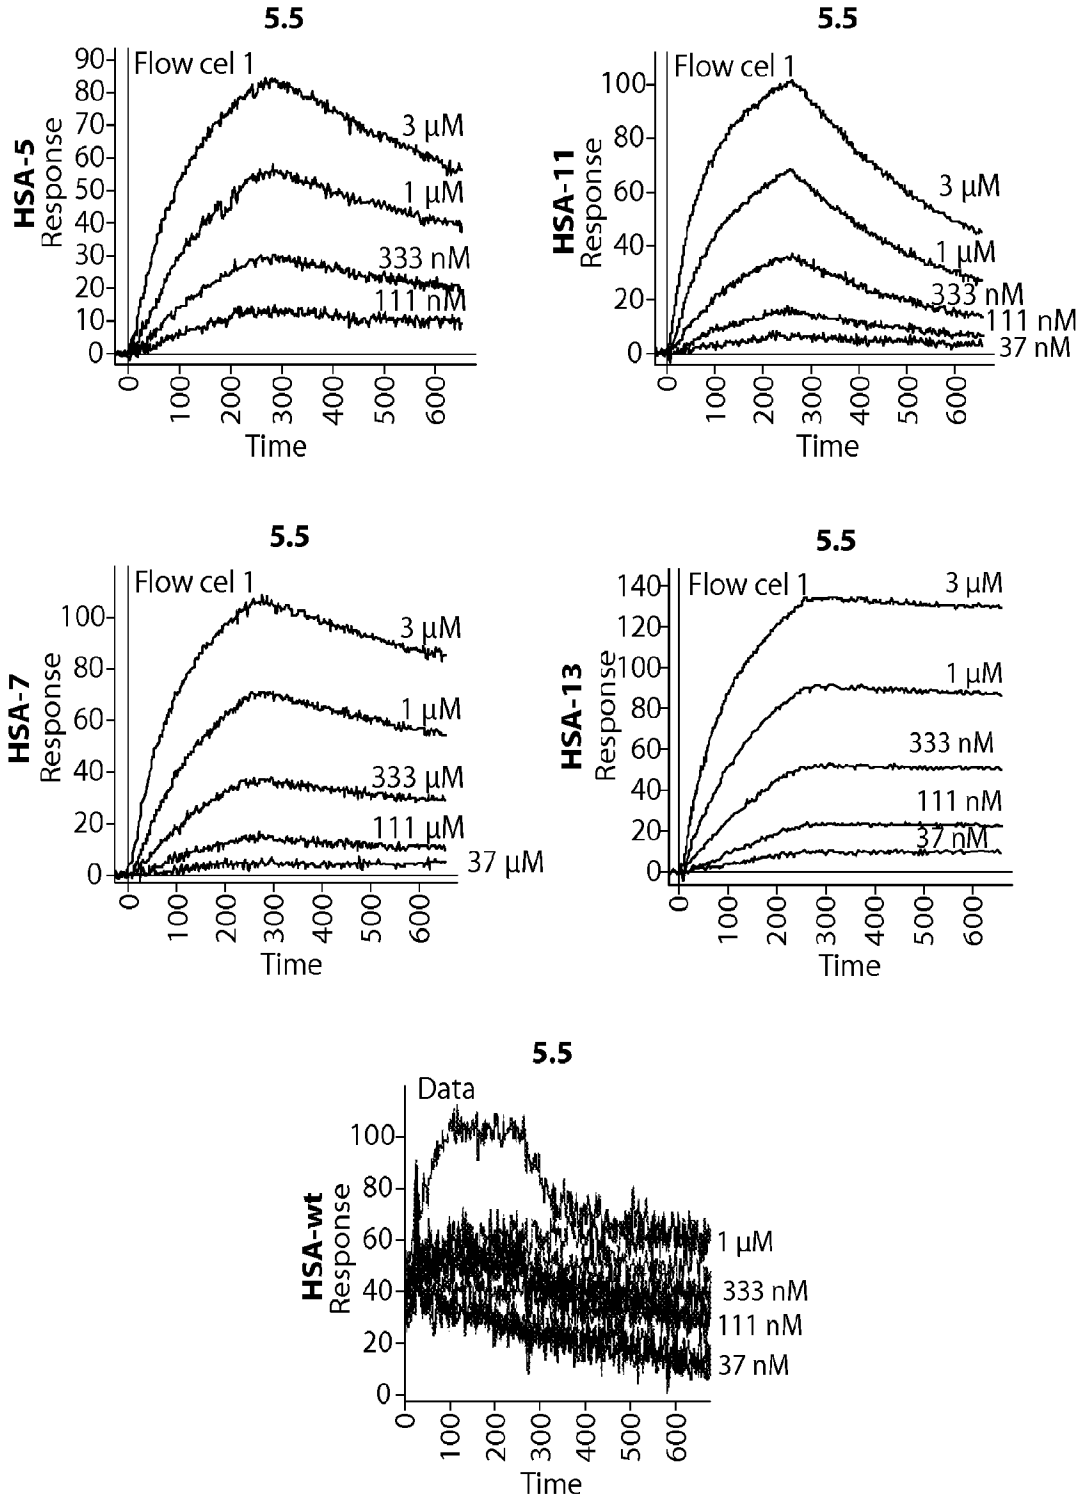 5.5
Flow cel 1
HSA-5
Response
90
80
70
60
50
40
30
20
10
0
3 µM
1 µM
333 nM
111 nM
0
100
200
300
400
500
600
Time
5.5
Flow cel 1
HSA-11
Response
100
80
60
40
20
0
3 µM
1 µM
333 nM
111 nM
37 nM
0
100
200
300
400
500
600
Time
5.5
Flow cel 1
HSA-7
Response
100
80
60
40
20
0
3 µM
1 µM
333 µM
111 µM
37 µM
0
100
200
300
400
500
600
Time
5.5
Flow cel 1
HSA-13
Response
140
120
100
80
60
40
20
0
3 µM
1 µM
333 nM
111 nM
37 nM
0
100
200
300
400
500
600
Time
5.5
Data
HSA-wt
Response
100
80
60
40
20
0
1 µM
333 nM
111 nM
37 nM
0
100
200
300
400
500
600
Time